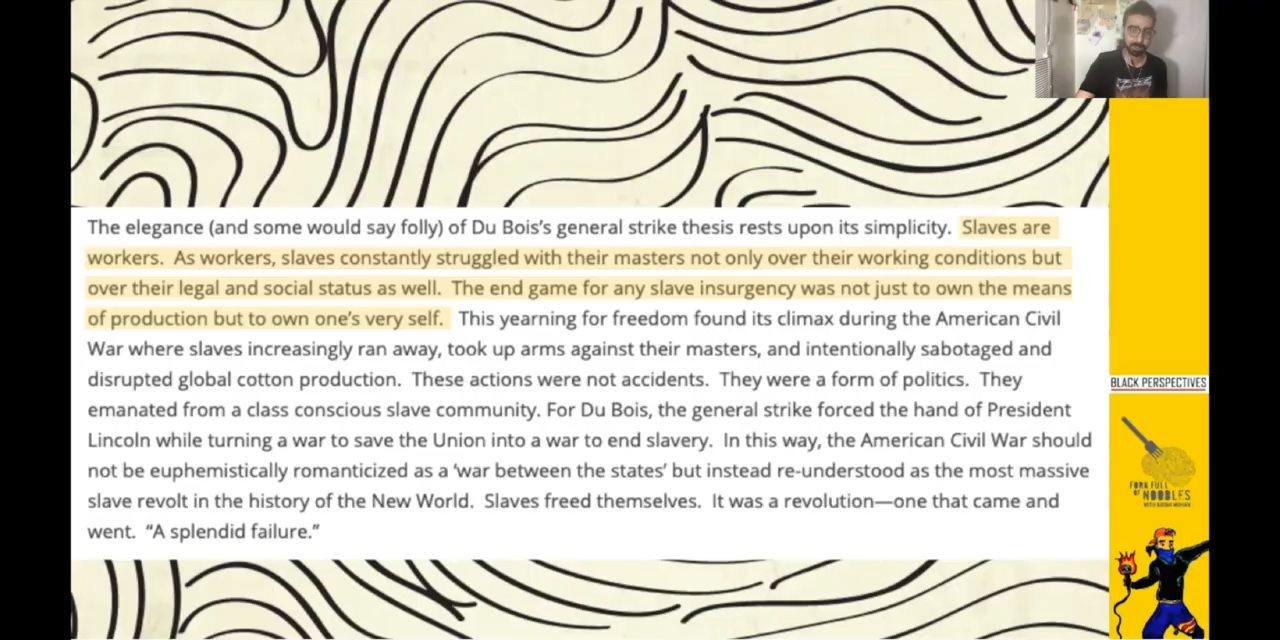 The elegance (and some would say folly) of Du Bois's general strike thesis rests upon its simplicity.  Slaves are
workers.  As workers, slaves constantly struggled with their masters not only over their working conditions but
over their legal and social status as well.  The end game for any slave insurgency was not just to own the means
of production but to own one's very self.  This yearning for freedom found its climax during the American Civil
War where slaves increasingly ran away, took up arms against their masters, and intentionally sabotaged and
disrupted global cotton production.  These actions were not accidents.  They were a form of politics.  They
emanated from a class conscious slave community. For Du Bois, the general strike forced the hand of President
Lincoln while turning a war to save the Union into a war to end slavery.  In this way, the American Civil War should
not be euphemistically romanticized as a 'war between the states' but instead re-understood as the most massive
slave revolt in the history of the New World.  Slaves freed themselves.  It was a revolution—one that came and
went.  "A splendid failure."
BLACK PERSPECTIVES
FORK FULL
OF NOODLES